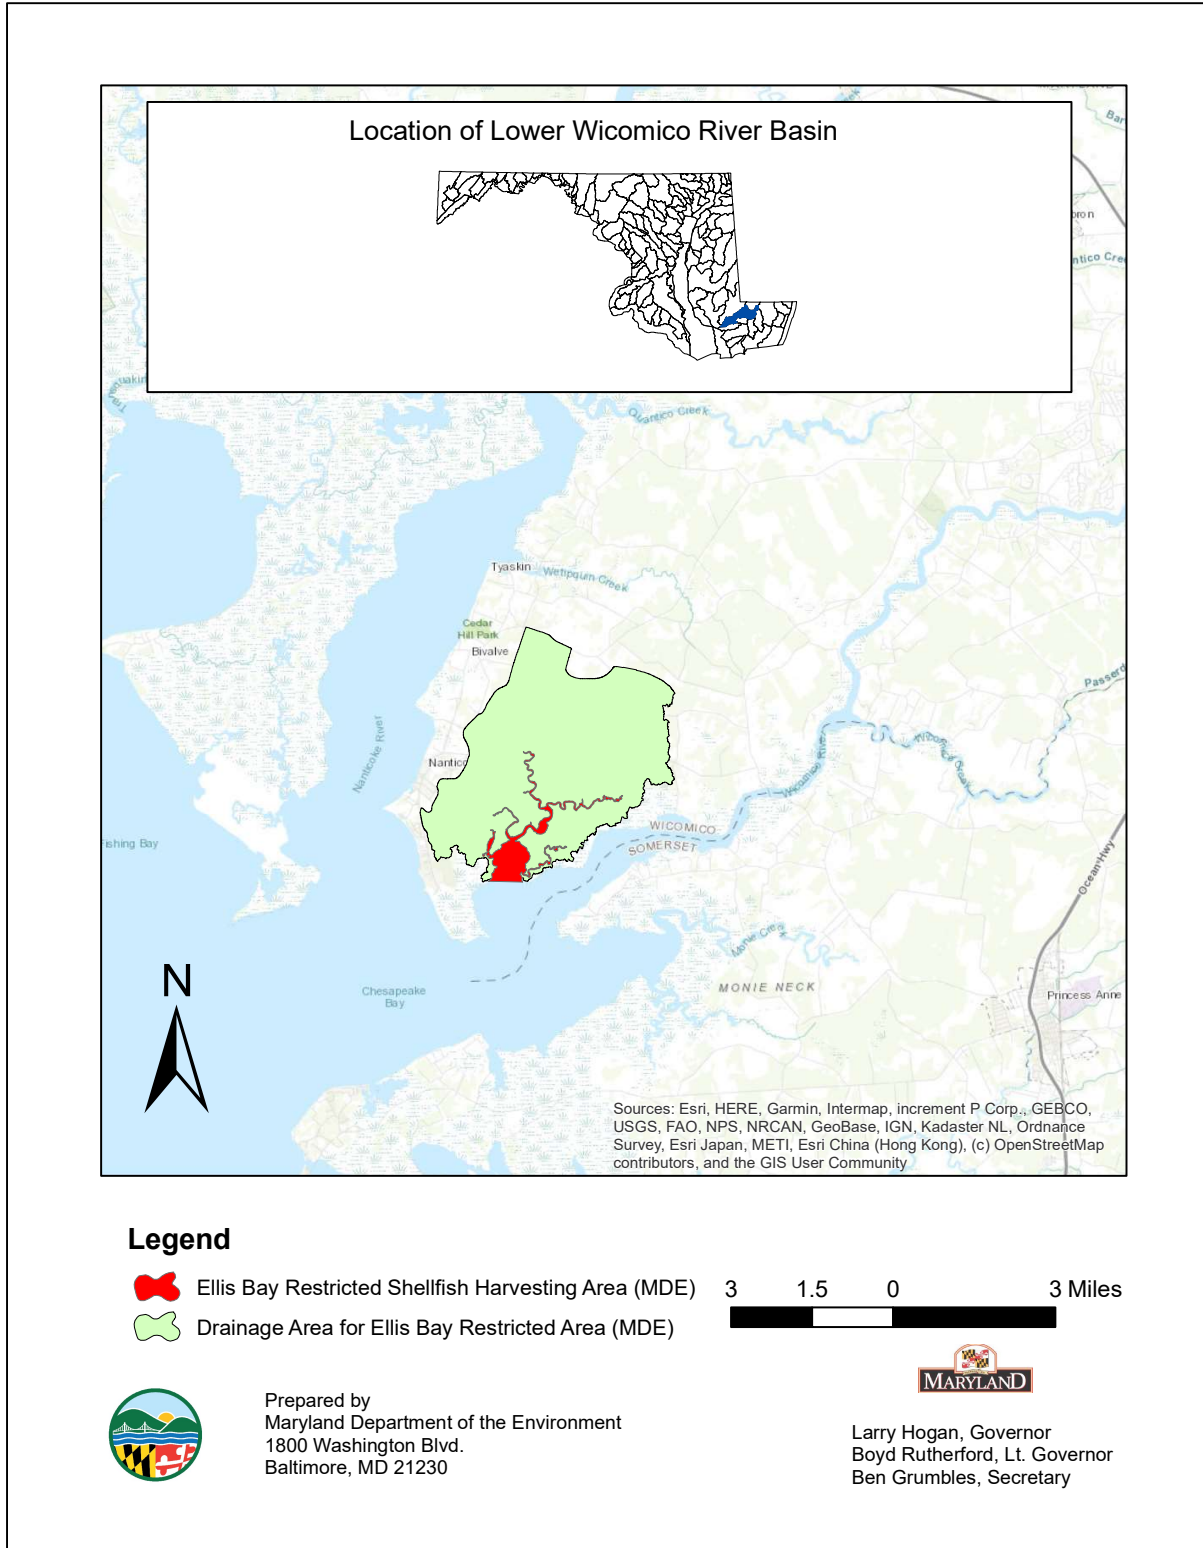 Location of Lower Wicomico River Basin
Bar
ntico Cre
Quantico Creek
Tyaskin
Wetipquin Creek
Cedar
Hill Park
Bivalve
Passerd
Nanticoke River
Nantico
Wicomico River
Wicomico Creek
WICOMICO
SOMERSET
Fishing Bay
Ocean Hwy
Monie Creek
N
Chesapeake
Bay
MONIE NECK
Princess Anne
Sources: Esri, HERE, Garmin, Intermap, increment P Corp., GEBCO,
USGS, FAO, NPS, NRCAN, GeoBase, IGN, Kadaster NL, Ordnance
Survey, Esri Japan, METI, Esri China (Hong Kong), (c) OpenStreetMap
contributors, and the GIS User Community
Legend
Ellis Bay Restricted Shellfish Harvesting Area (MDE)
Drainage Area for Ellis Bay Restricted Area (MDE)
3 1.5 0 3 Miles
MARYLAND
Prepared by
Maryland Department of the Environment
1800 Washington Blvd.
Baltimore, MD 21230
Larry Hogan, Governor
Boyd Rutherford, Lt. Governor
Ben Grumbles, Secretary